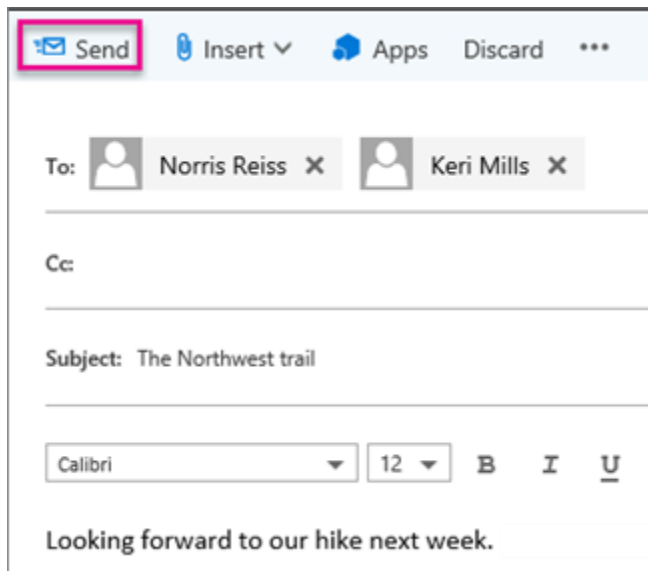 Send Insert Apps Discard •••
To: Norris Reiss × Keri Mills ×
Cc:
Subject: The Northwest trail
Calibri 12 B I U
Looking forward to our hike next week.